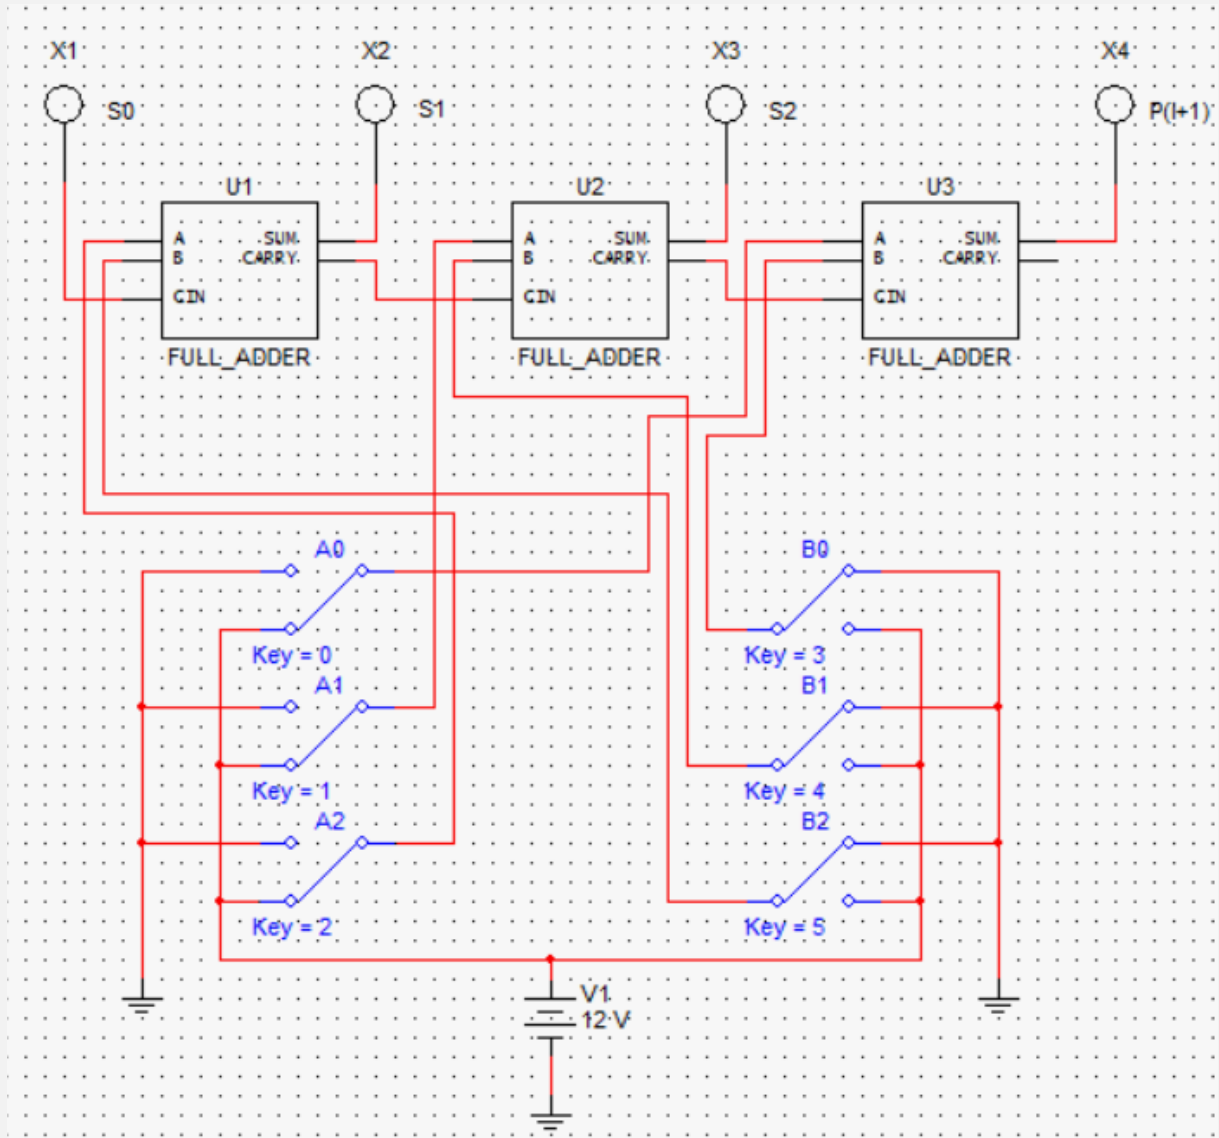 X1 X2 X3 X4
S0 S1 S2 P(I+1)
U1 U2 U3
A SUM A SUM A SUM
B CARRY B CARRY B CARRY
CIN CIN CIN
FULL_ADDER FULL_ADDER FULL_ADDER
A0 B0
Key = 0 Key = 3
A1 B1
Key = 1 Key = 4
A2 B2
Key = 2 Key = 5
V1
12 V